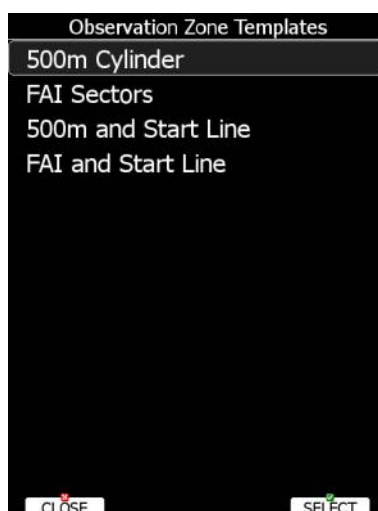 Observation Zone Templates
500m Cylinder
FAI Sectors
500m and Start Line
FAI and Start Line
CLOSE SELECT